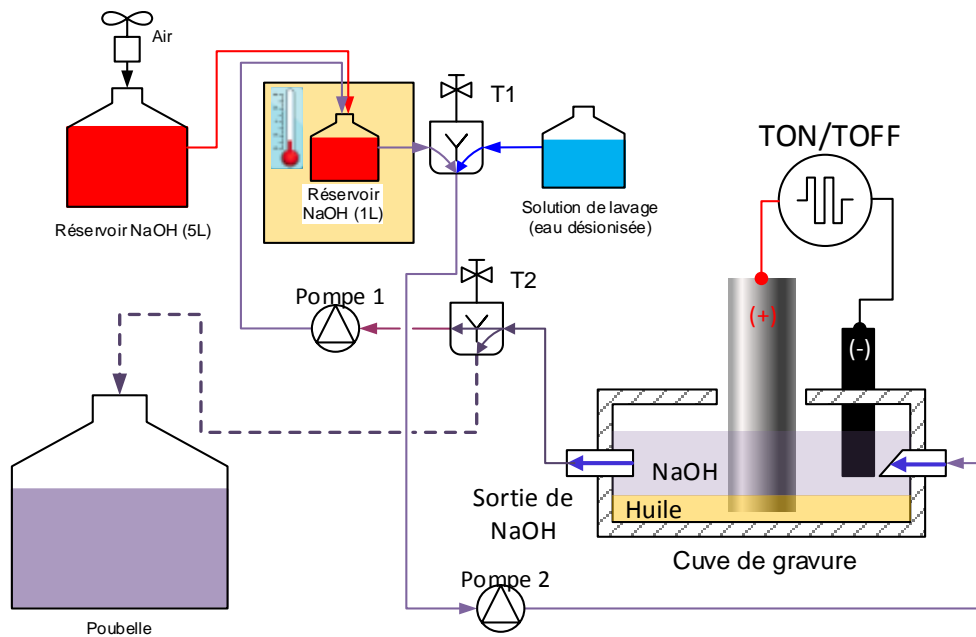 Air
T1
TON/TOFF
Réservoir
NaOH (1L)
Réservoir NaOH (5L)
Solution de lavage
(eau désionisée)
T2
Pompe 1
(+)
(-)
NaOH
Sortie de
NaOH
Huile
Cuve de gravure
Pompe 2
Poubelle